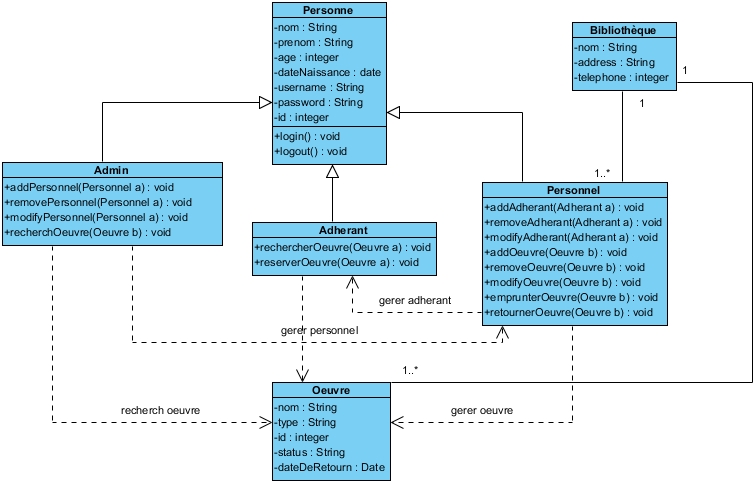 Personne
-nom : String
-prenom : String
-age : integer
-dateNaissance : date
-username : String
-password : String
-id : integer
+login() : void
+logout() : void
Bibliothèque
-nom : String
-address : String
-telephone : integer
1
1
1..*
Admin
+addPersonnel(Personnel a) : void
+removePersonnel(Personnel a) : void
+modifyPersonnel(Personnel a) : void
+recherchOeuvre(Oeuvre b) : void
Adherant
+rechercherOeuvre(Oeuvre a) : void
+reserverOeuvre(Oeuvre a) : void
Personnel
+addAdherant(Adherant a) : void
+removeAdherant(Adherant a) : void
+modifyAdherant(Adherant a) : void
+addOeuvre(Oeuvre b) : void
+removeOeuvre(Oeuvre b) : void
+modifyOeuvre(Oeuvre b) : void
+emprunterOeuvre(Oeuvre b) : void
+retournerOeuvre(Oeuvre b) : void
gerer adherant
gerer personnel
1..*
Oeuvre
-nom : String
-type : String
-id : integer
-status : String
-dateDeRetourn : Date
recherch oeuvre
gerer oeuvre